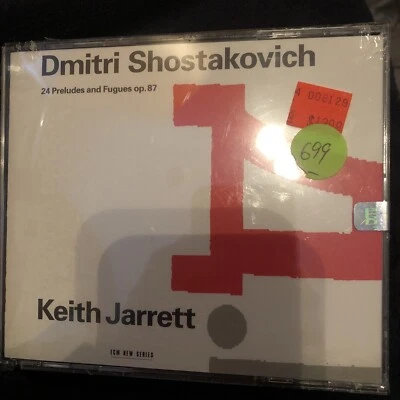 Dmitri Shostakovich
24 Preludes and Fugues op.87
699
Keith Jarrett
ECM NEW SERIES